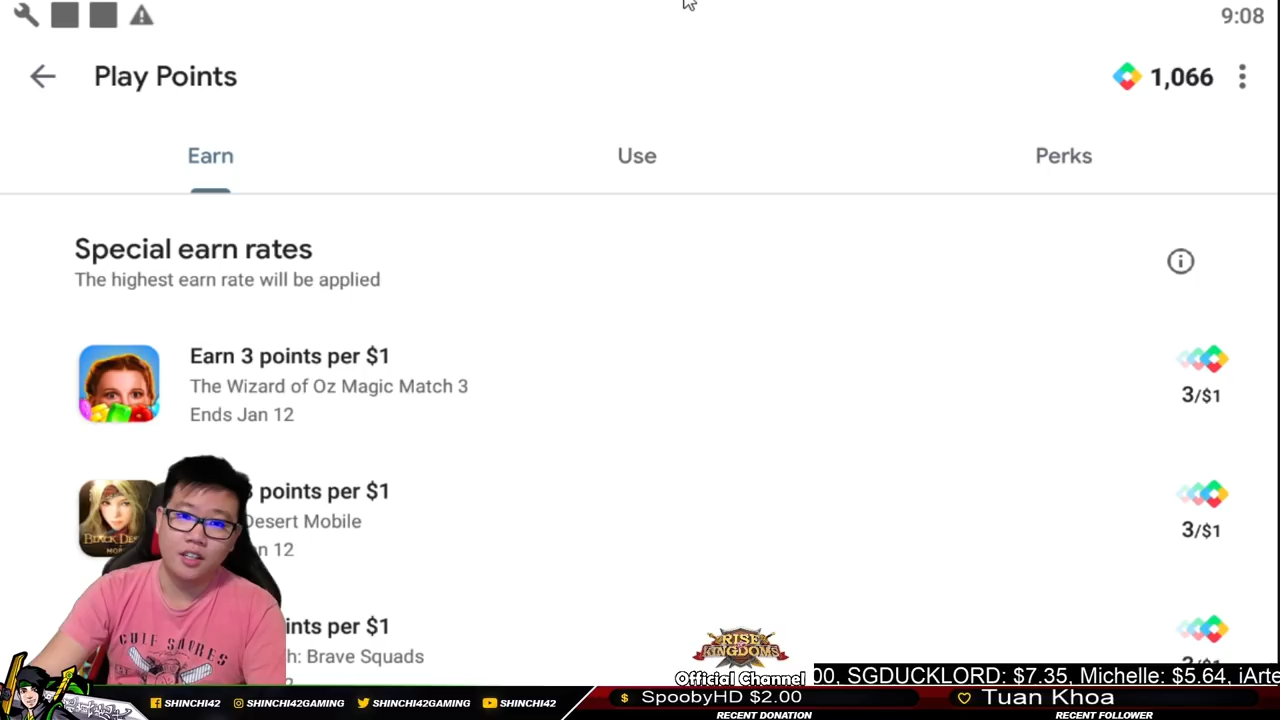 9:08
Play Points
1,066
Earn
Use
Perks
Special earn rates
The highest earn rate will be applied
Earn 3 points per $1
The Wizard of Oz Magic Match 3
Ends Jan 12
3/$1
points per $1
Desert Mobile
12
3/$1
BLACK
per $1
Brave Squads
RISE OF KINGDOMS
Official Channel
SGDUCKLORD: $7.35, Michelle: $5.64,
SHINCHI42
SHINCHI42GAMING
SHINCHI42GAMING
SHINCHI42
$ SpoobyHD $2.00
RECENT DONATION
Tuan Khoa
RECENT FOLLOWER